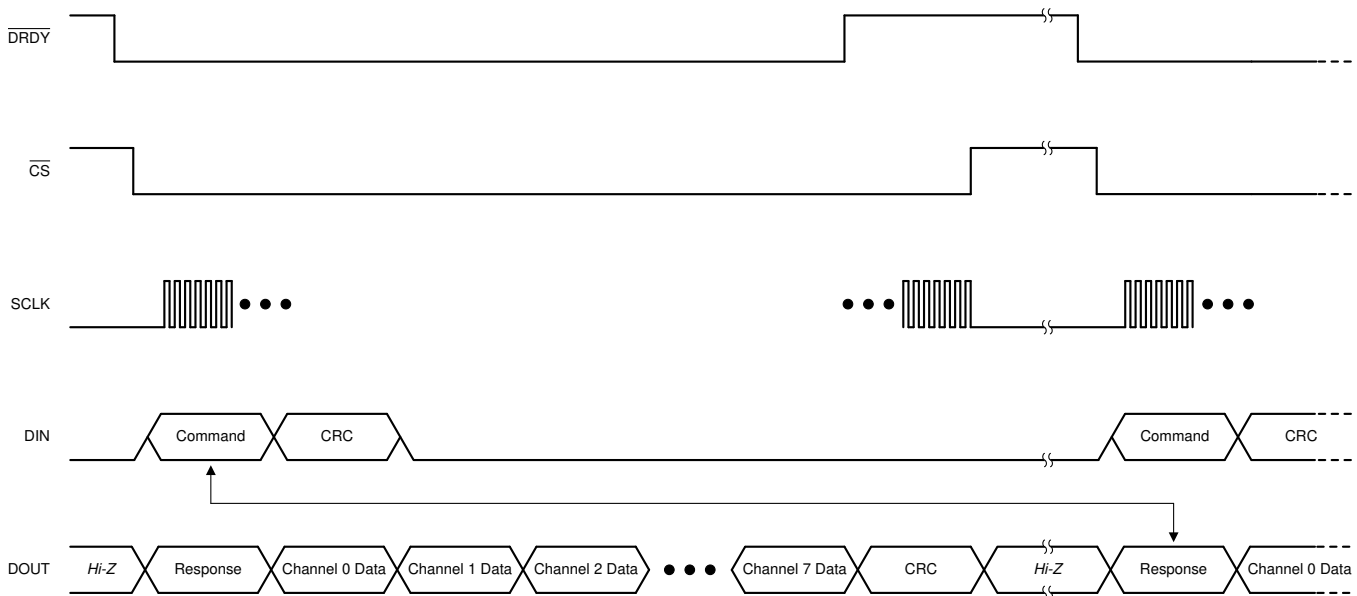 DRDY
CS
SCLK
DIN
Command
CRC
Command
CRC
DOUT
Hi-Z
Response
Channel 0 Data
Channel 1 Data
Channel 2 Data
Channel 7 Data
CRC
Hi-Z
Response
Channel 0 Data